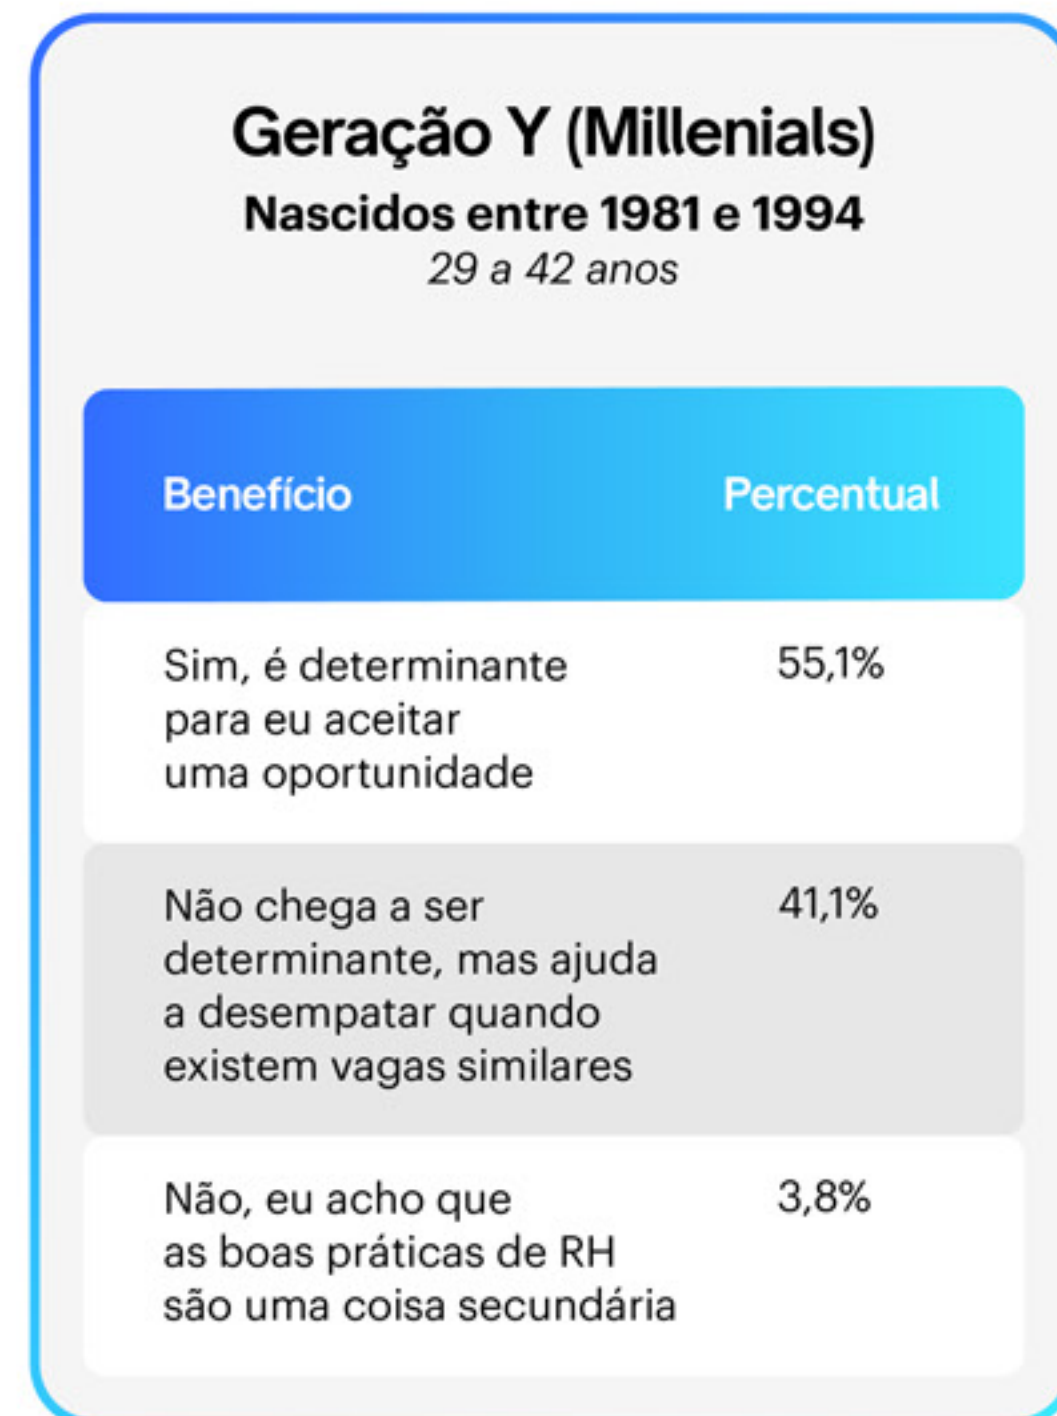 Geração Y (Millenials)
Nascidos entre 1981 e 1994
29 a 42 anos
Benefício Percentual
Sim, é determinante 55,1%
para eu aceitar
uma oportunidade
Não chega a ser 41,1%
determinante, mas ajuda
a desempatar quando
existem vagas similares
Não, eu acho que 3,8%
as boas práticas de RH
são uma coisa secundária